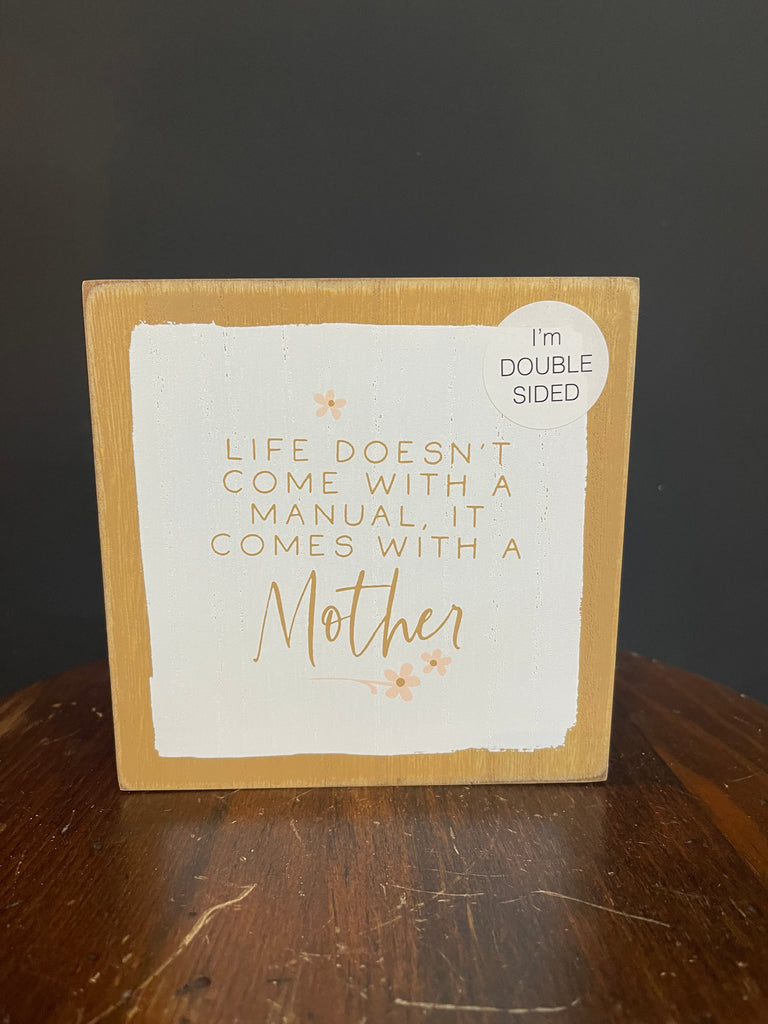 I'm
DOUBLE
SIDED
LIFE DOESN'T
COME WITH A
MANUAL, IT
COMES WITH A
Mother